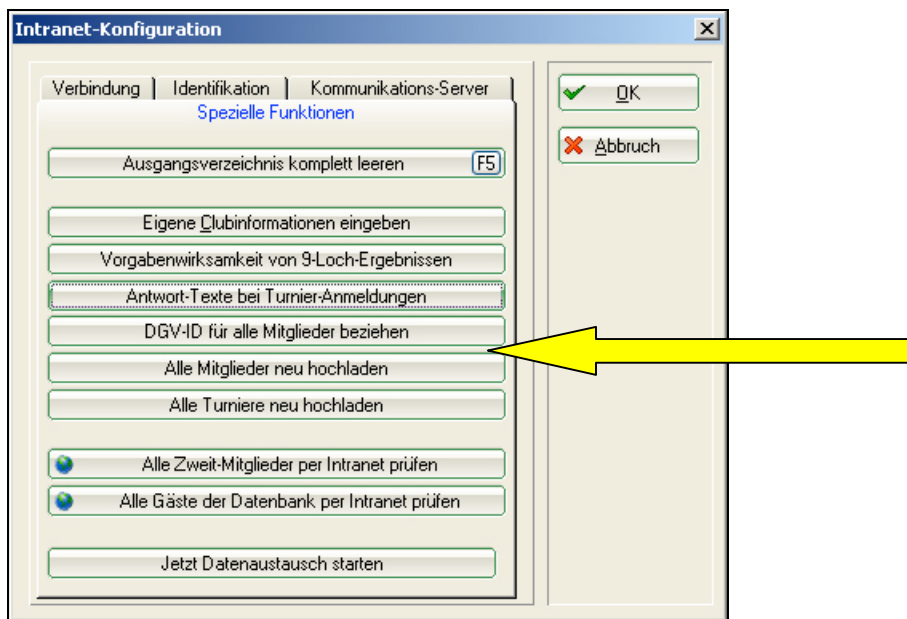 Intranet-Konfiguration
Verbindung
Identifikation
Kommunikations-Server
Spezielle Funktionen
OK
Abbruch
Ausgangsverzeichnis komplett leeren F5
Eigene Clubinformationen eingeben
Vorgabenwirksamkeit von 9-Loch-Ergebnissen
Antwort-Texte bei Turnier-Anmeldungen
DGV-ID für alle Mitglieder beziehen
Alle Mitglieder neu hochladen
Alle Turniere neu hochladen
Alle Zweit-Mitglieder per Intranet prüfen
Alle Gäste der Datenbank per Intranet prüfen
Jetzt Datenaustausch starten